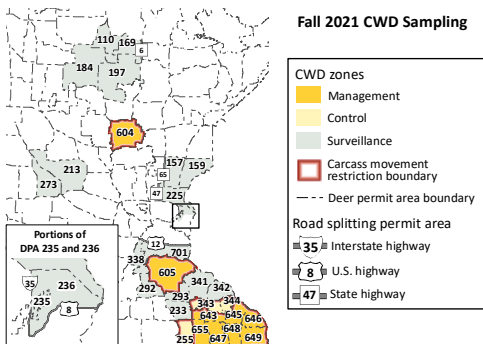 Fall 2021 CWD Sampling
110
169
6
184
197
604
157
159
65
213
273
47
225
12
701
338
605
292
341
342
293
233
343
344
643
645
646
655
648
255
647
649
Portions of
DPA 235 and 236
35
236
235
8
CWD zones
Management
Control
Surveillance
Carcass movement
restriction boundary
Deer permit area boundary
Road splitting permit area
35 Interstate highway
8 U.S. highway
47 State highway